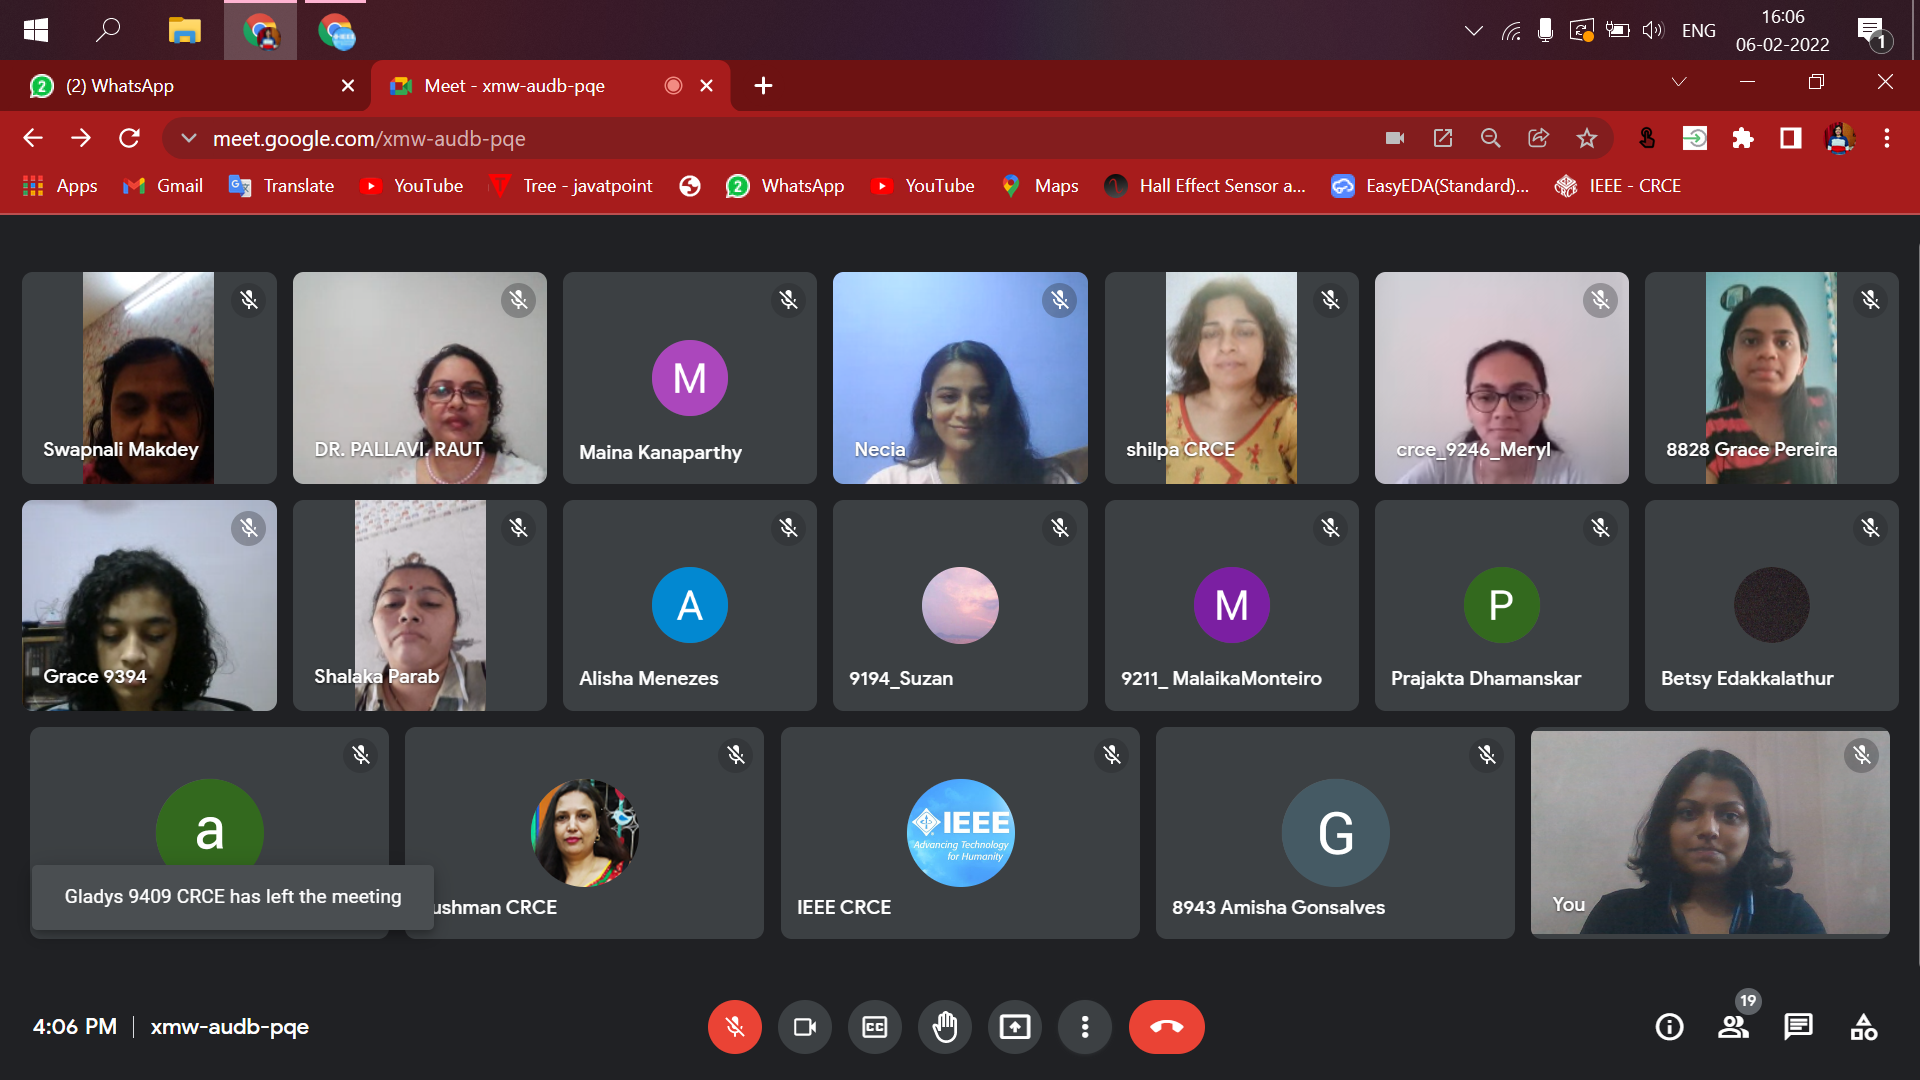 ENG
16:06
06-02-2022
1
2
(2) WhatsApp
Meet - xmw-audb-pqe
meet.google.com/xmw-audb-pqe
Apps
Gmail
Translate
YouTube
Tree - javatpoint
2
WhatsApp
YouTube
Maps
Hall Effect Sensor a...
EasyEDA(Standard)...
IEEE - CRCE
Swapnali Makdey
DR. PALLAVI. RAUT
M
Maina Kanaparthy
Necia
shilpa CRCE
crce_9246_Meryl
8828 Grace Pereira
Grace 9394
Shalaka Parab
A
Alisha Menezes
9194_Suzan
M
9211_ MalaikaMonteiro
P
Prajakta Dhamanskar
Betsy Edakkalathur
a
Gladys 9409 CRCE has left the meeting
ushman CRCE
IEEE
Advancing Technology
for Humanity
IEEE CRCE
G
8943 Amisha Gonsalves
You
4:06 PM
xmw-audb-pqe
CC
19